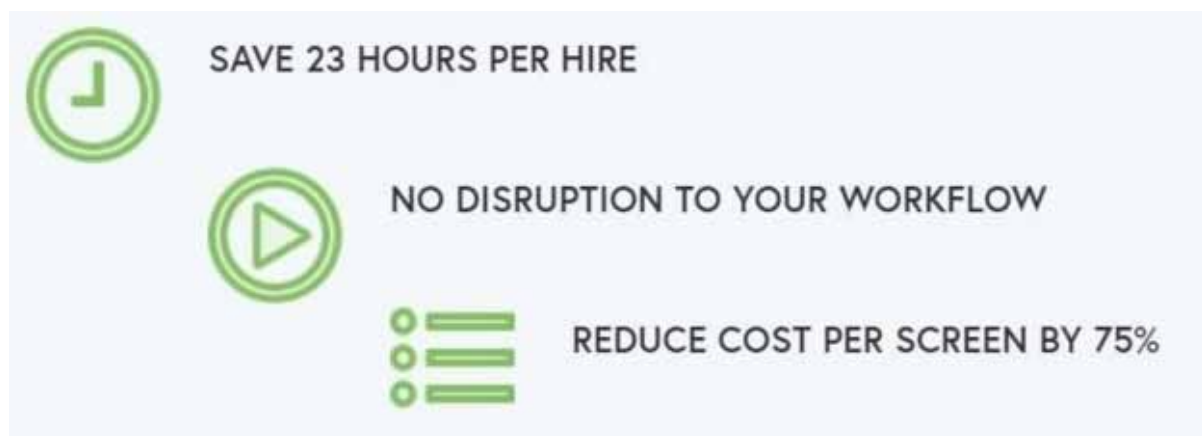 SAVE 23 HOURS PER HIRE
NO DISRUPTION TO YOUR WORKFLOW
REDUCE COST PER SCREEN BY 75%